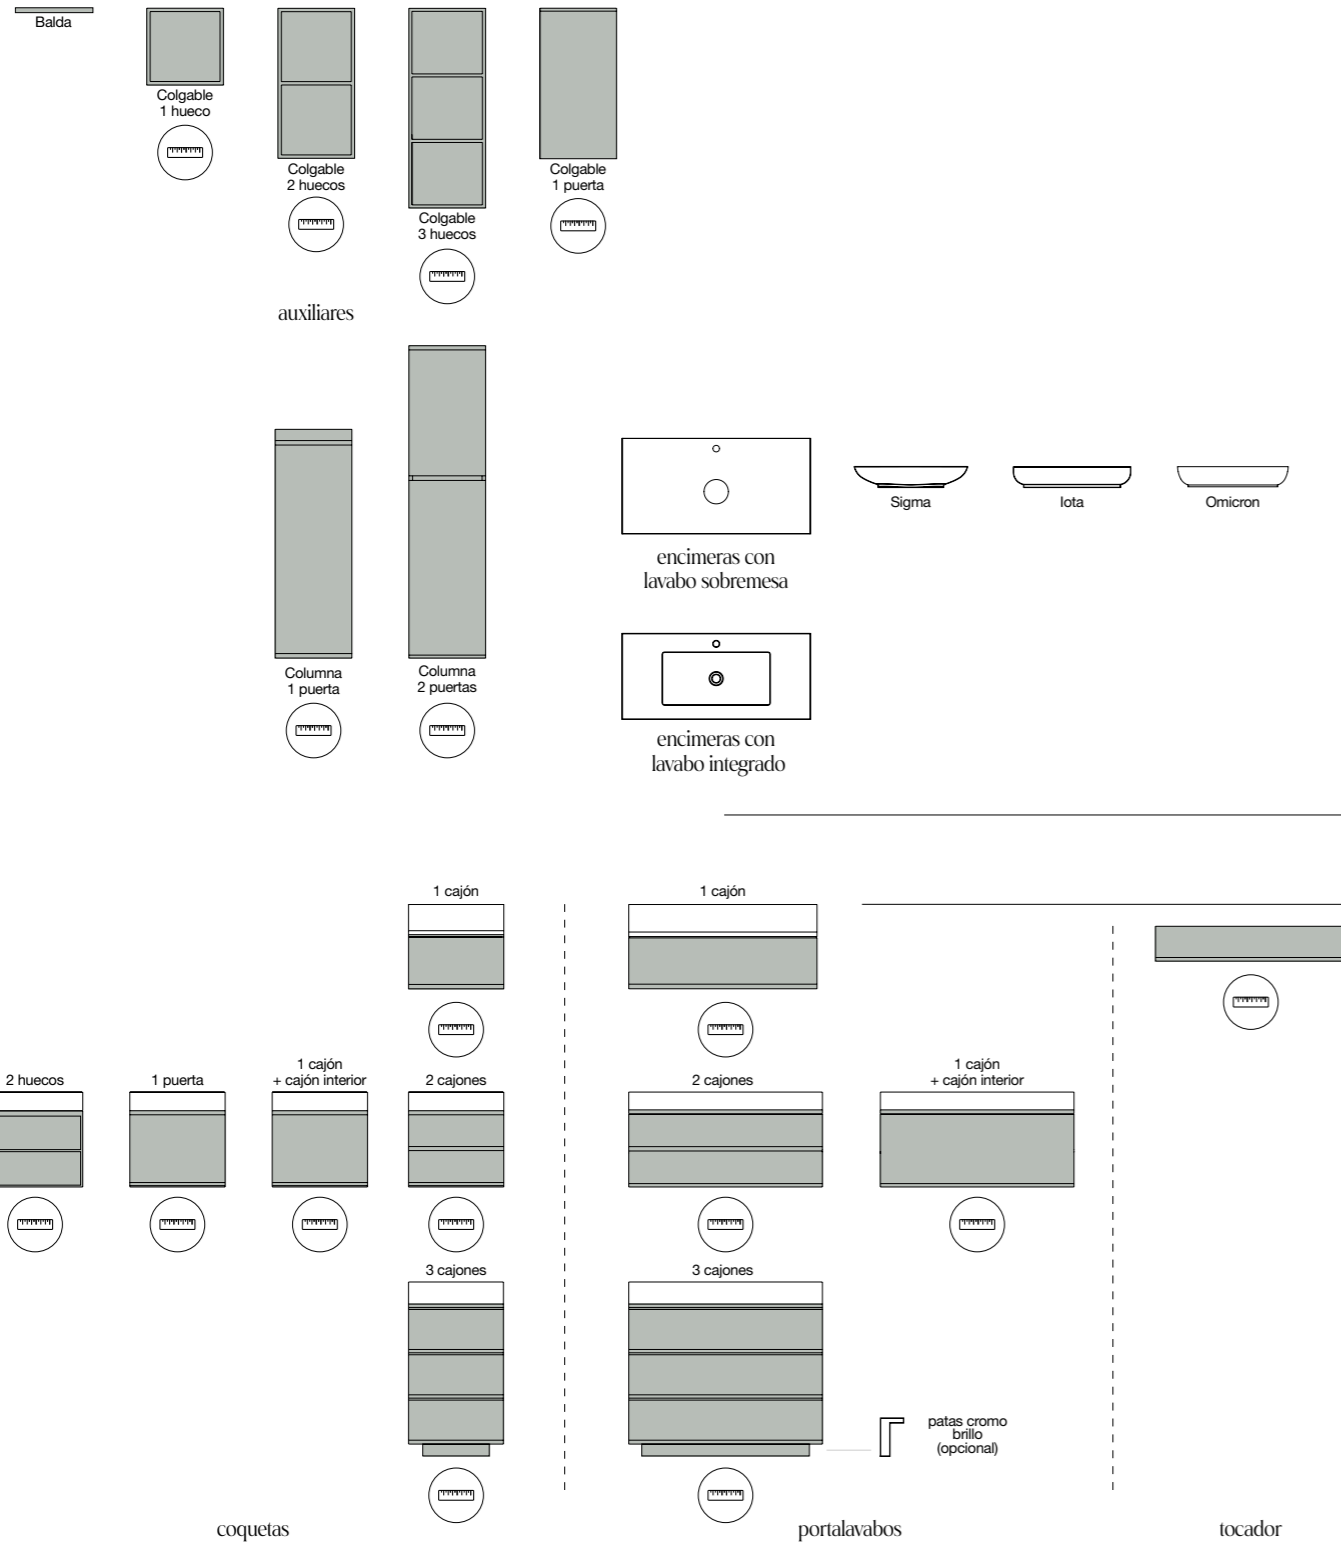 Balda
Colgable
1 hueco
Colgable
2 huecos
Colgable
3 huecos
Colgable
1 puerta
auxiliares
Columna
1 puerta
Columna
2 puertas
encimeras con
lavabo sobremesa
Sigma
Iota
Omicron
encimeras con
lavabo integrado
2 huecos
1 puerta
1 cajón
+ cajón interior
1 cajón
2 cajones
3 cajones
coquetas
1 cajón
2 cajones
1 cajón
+ cajón interior
3 cajones
patas cromo
brillo
(opcional)
portalavabos
tocador